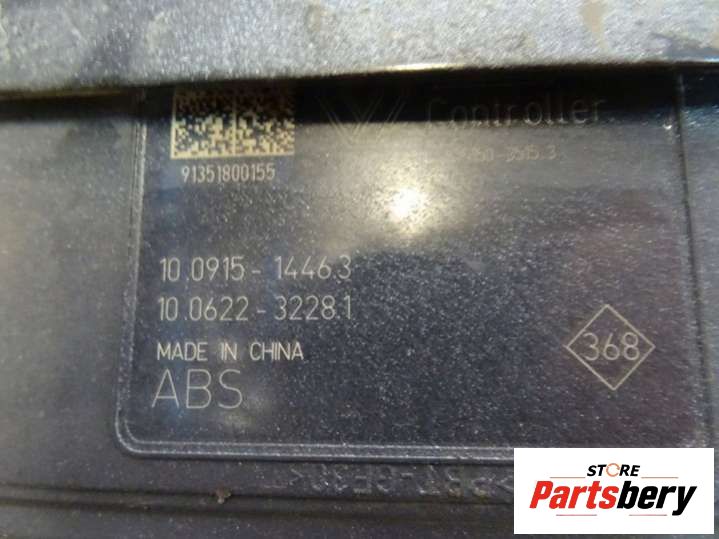 Controller
91351800155
10.0915-1446.3
10.0622-3228.1
MADE IN CHINA
368
ABS
STORE
Partsbery